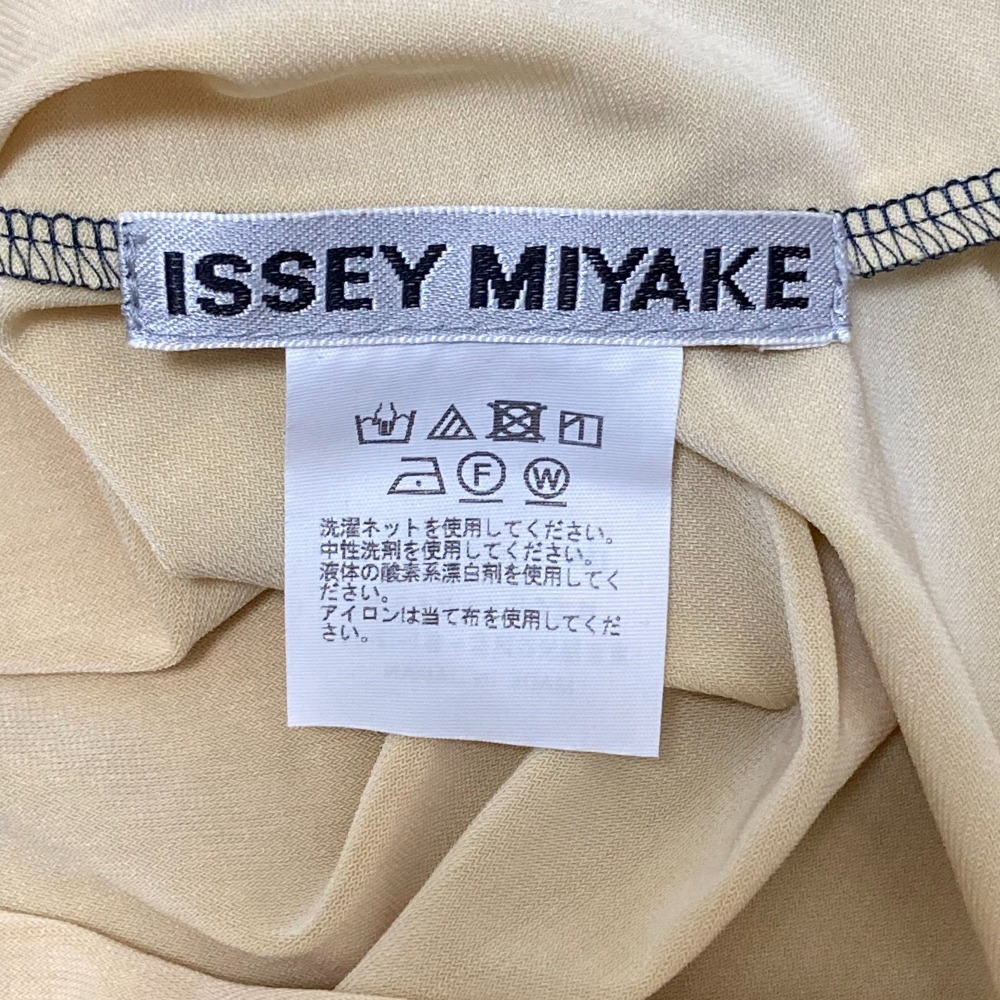 ISSEY MIYAKE
F W
洗濯ネットを使用してください。
中性洗剤を使用してください。
液体の酸素系漂白剤を使用してく
ださい。
アイロンは当て布を使用してくだ
さい。